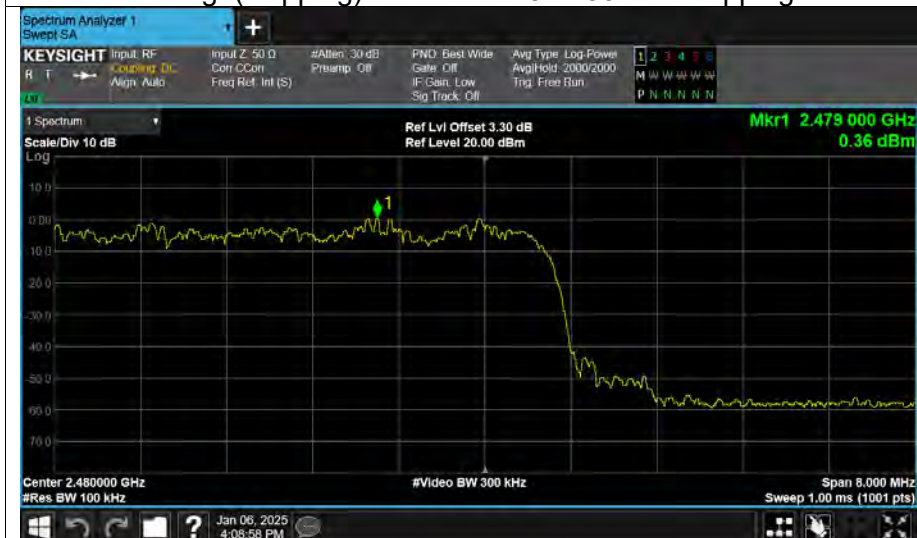 Spectrum Analyzer 1
Swept SA
+
KEYSIGHT Input: RF Input Z: 50 Ω #Atten: 30 dB PNO: Best Wide Avg Type: Log-Power 1 2 3 4 5 6
R T Coupling: DC Corr CCorr Preamp: Off Gate: Off Avg|Hold: 2000/2000 M W W W W W
Align: Auto Freq Ref: Int (S) IF Gain: Low Trig: Free Run P N N N N N
Sig Track: Off
1 Spectrum
Ref Lvl Offset 3.30 dB Mkr1 2.479 000 GHz
Scale/Div 10 dB Ref Level 20.00 dBm 0.36 dBm
Log
10.0
1
0.00
-10.0
-20.0
-30.0
-40.0
-50.0
-60.0
-70.0
Center 2.480000 GHz #Video BW 300 kHz Span 8.000 MHz
#Res BW 100 kHz Sweep 1.00 ms (1001 pts)
? Jan 06, 2025
4:08:58 PM